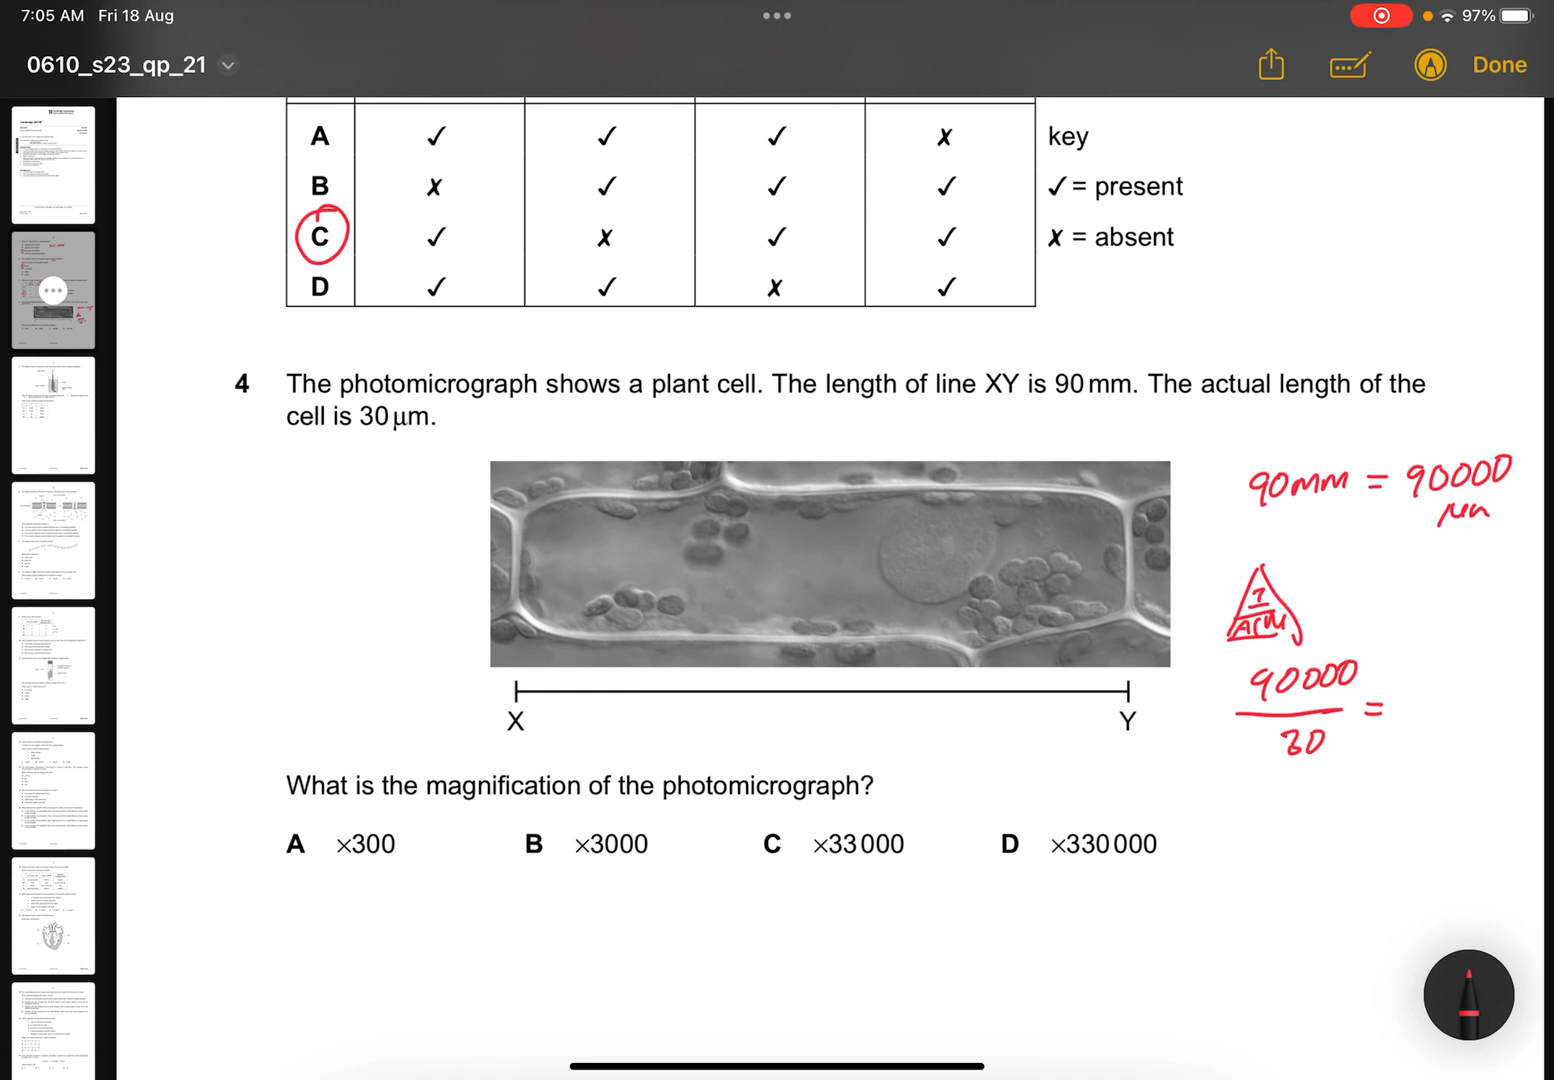 7:05 AM Fri 18 Aug
97%
0610_s23_qp_21
Done
A ✓ ✓ ✓ ✗ key
B ✗ ✓ ✓ ✓ ✓ = present
C ✓ ✗ ✓ ✓ ✗ = absent
D ✓ ✓ ✗ ✓
4 The photomicrograph shows a plant cell. The length of line XY is 90 mm. The actual length of the
cell is 30 µm.
90mm = 90000
µm
I
A M
90000
30 =
X Y
What is the magnification of the photomicrograph?
A ×300 B ×3000 C ×33 000 D ×330 000